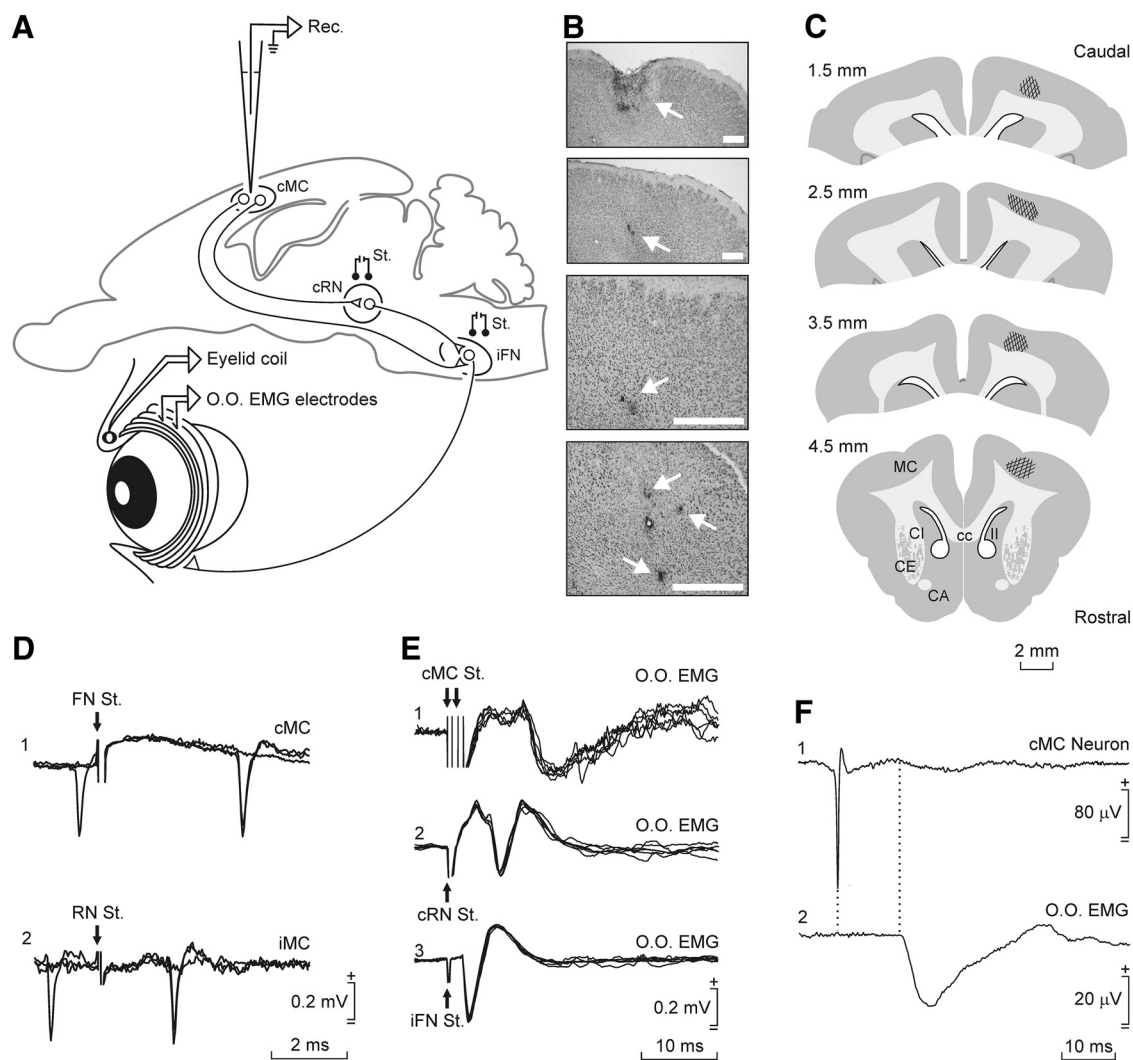 A
Rec.
cMC
St.
cRN
St.
iFN
Eyelid coil
O.O. EMG electrodes
B
C
Caudal
1.5 mm
2.5 mm
3.5 mm
4.5 mm
MC
CI
cc
II
CE
CA
Rostral
2 mm
D
FN St.
1
cMC
RN St.
2
iMC
+
0.2 mV
=
2 ms
E
cMC St.
O.O. EMG
1
2
O.O. EMG
cRN St.
3
O.O. EMG
iFN St.
+
0.2 mV
=
10 ms
F
1
cMC Neuron
+
80 µV
=
2
O.O. EMG
+
20 µV
=
10 ms